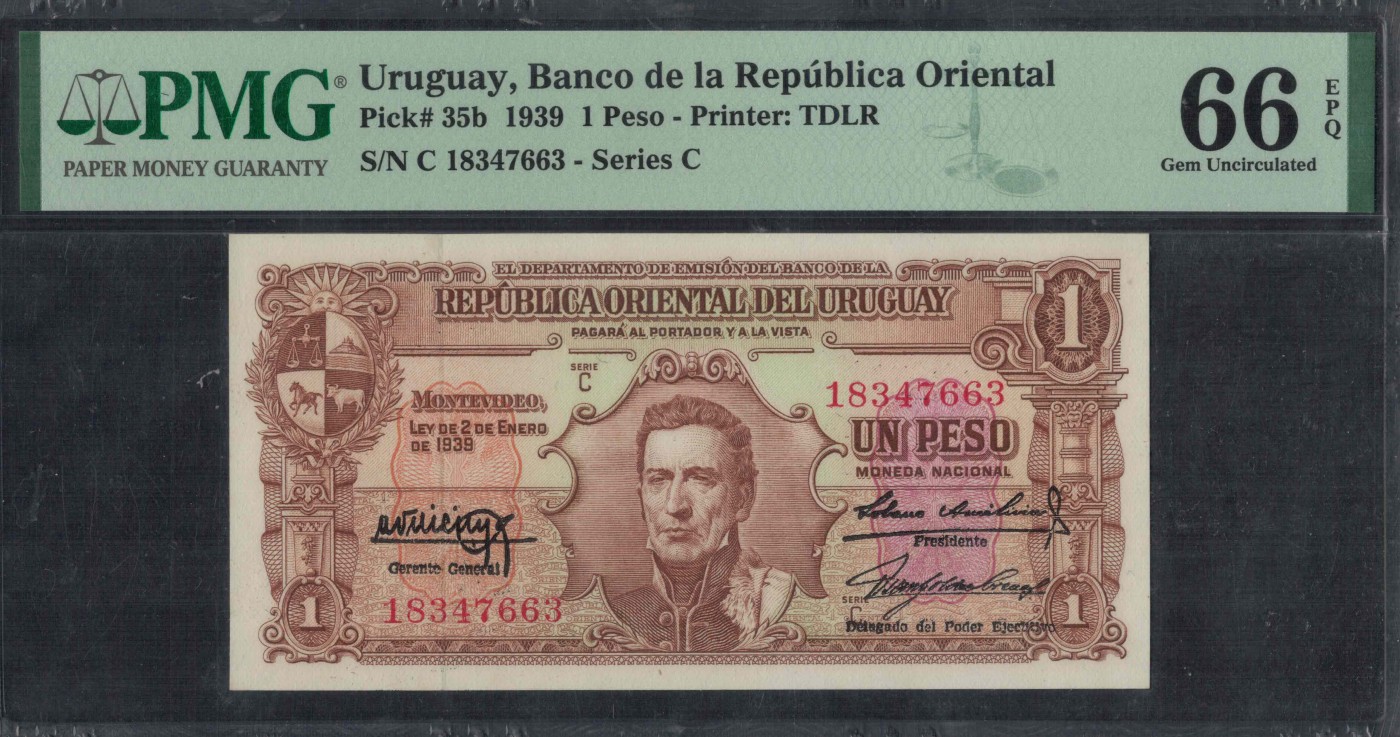 PMG®
PAPER MONEY GUARANTY
Uruguay, Banco de la República Oriental
Pick# 35b 1939 1 Peso - Printer: TDLR
S/N C 18347663 - Series C
66
EPQ
Gem Uncirculated
EL DEPARTAMENTO DE EMISIÓN DEL BANCO DE LA
REPÚBLICA ORIENTAL DEL URUGUAY
PAGARÁ AL PORTADOR Y A LA VISTA
1
SERIE
C
MONTEVIDEO,
LEY DE 2 DE ENERO
DE 1939
18347663
UN PESO
MONEDA NACIONAL
Gerente General
Presidente
18347663
SERIE
C
Delegado del Poder Ejecutivo
1
1